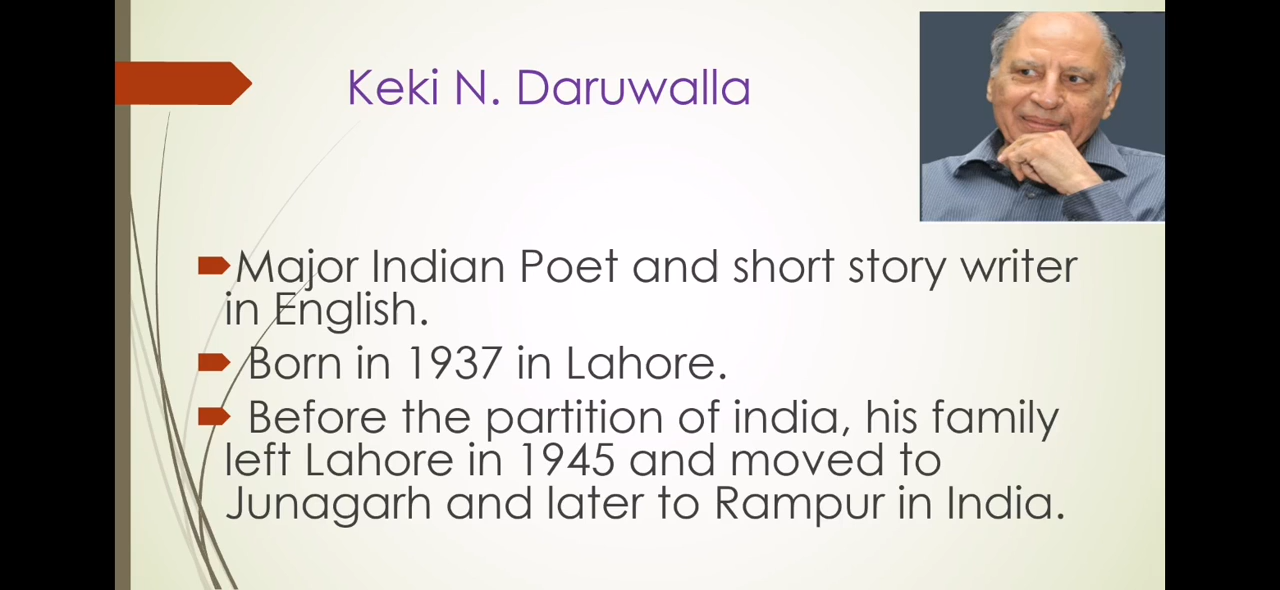 Keki N. Daruwalla
Major Indian Poet and short story writer
in English.
Born in 1937 in Lahore.
Before the partition of india, his family
left Lahore in 1945 and moved to
Junagarh and later to Rampur in India.